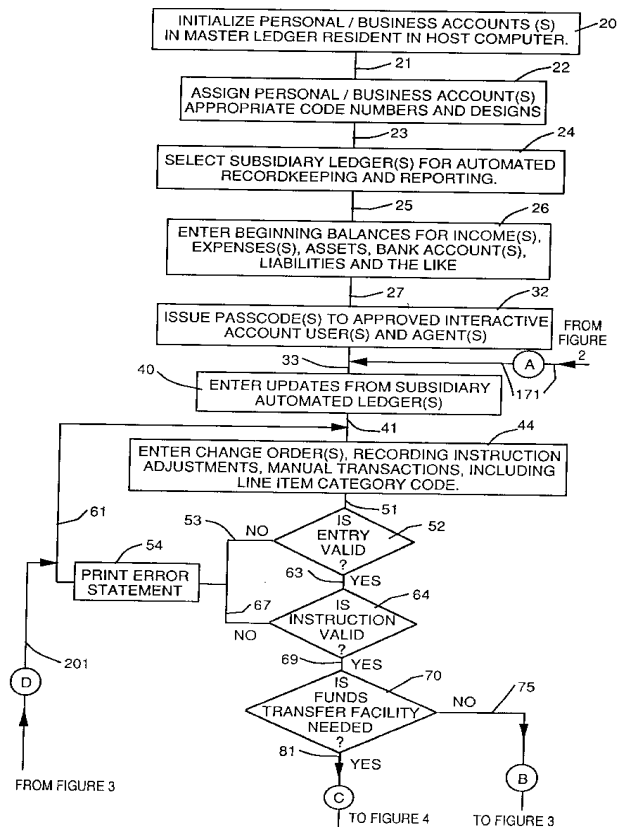 INITIALIZE PERSONAL / BUSINESS ACCOUNTS (S)
IN MASTER LEDGER RESIDENT IN HOST COMPUTER.
20
21
22
ASSIGN PERSONAL / BUSINESS ACCOUNT(S)
APPROPRIATE CODE NUMBERS AND DESIGNS
23
24
SELECT SUBSIDIARY LEDGER(S) FOR AUTOMATED
RECORDKEEPING AND REPORTING.
25
26
ENTER BEGINNING BALANCES FOR INCOME(S),
EXPENSES(S), ASSETS, BANK ACCOUNT(S),
LIABILITIES AND THE LIKE
27
32
ISSUE PASSCODE(S) TO APPROVED INTERACTIVE
ACCOUNT USER(S) AND AGENT(S)
FROM
FIGURE
2
33
A
171
40
ENTER UPDATES FROM SUBSIDIARY
AUTOMATED LEDGER(S)
41
44
ENTER CHANGE ORDER(S), RECORDING INSTRUCTION
ADJUSTMENTS, MANUAL TRANSACTIONS, INCLUDING
LINE ITEM CATEGORY CODE.
51
61
53
NO
IS
ENTRY
VALID
?
52
54
PRINT ERROR
STATEMENT
63
YES
67
NO
IS
INSTRUCTION
VALID
?
64
69
YES
201
D
FROM FIGURE 3
IS
FUNDS
TRANSFER FACILITY
NEEDED
?
70
NO
75
81
YES
B
C
TO FIGURE 4
TO FIGURE 3